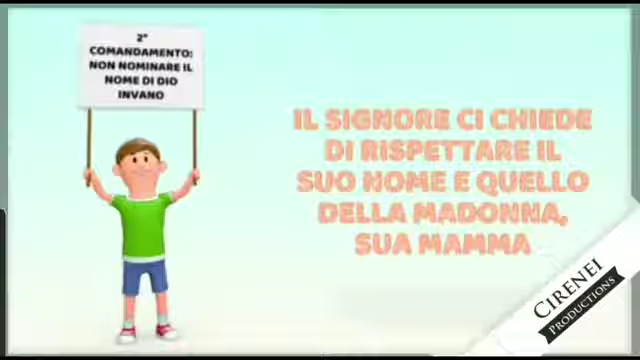 2°
COMANDAMENTO:
NON NOMINARE IL
NOME DI DIO
INVANO
IL SIGNORE CI CHIEDE
DI RISPETTARE IL
SUO NOME E QUELLO
DELLA MADONNA,
SUA MAMMA
CIRENEI
PRODUCTIONS